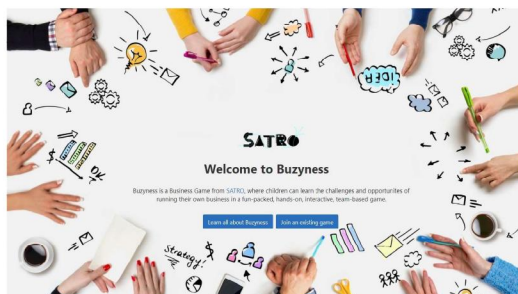 IDEA
OK
SATRO
Welcome to Buzyness
Buzyness is a Business Game from SATRO, where children can learn the challenges and opportunites of
running their own business in a fun-packed, hands-on, interactive, team-based game.
Learn all about Buzyness Join an existing game
Strategy!